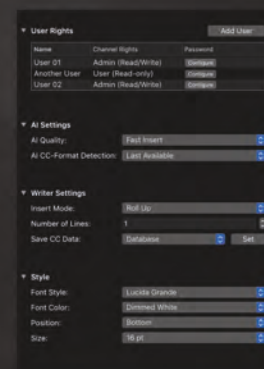 User Rights Add User
Name Channel Rights Password
User 01 Admin (Read/Write) Configure
Another User User (Read-only) Configure
User 02 Admin (Read/Write) Configure
AI Settings
AI Quality: Fast Insert
AI CC-Format Detection: Last Available
Writer Settings
Insert Mode: Roll Up
Number of Lines: 1
Save CC Data: Database Set
Style
Font Style: Lucida Grande
Font Color: Dimmed White
Position: Bottom
Size: 16 pt